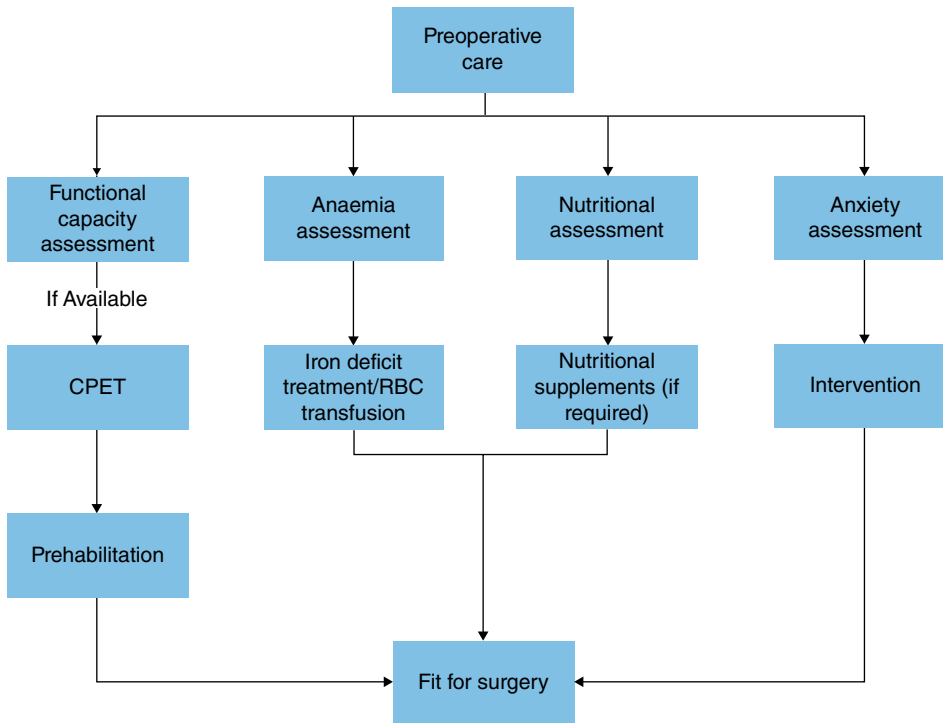 Preoperative
care
Functional
capacity
assessment
Anaemia
assessment
Nutritional
assessment
Anxiety
assessment
If Available
CPET
Iron deficit
treatment/RBC
transfusion
Nutritional
supplements (if
required)
Intervention
Prehabilitation
Fit for surgery